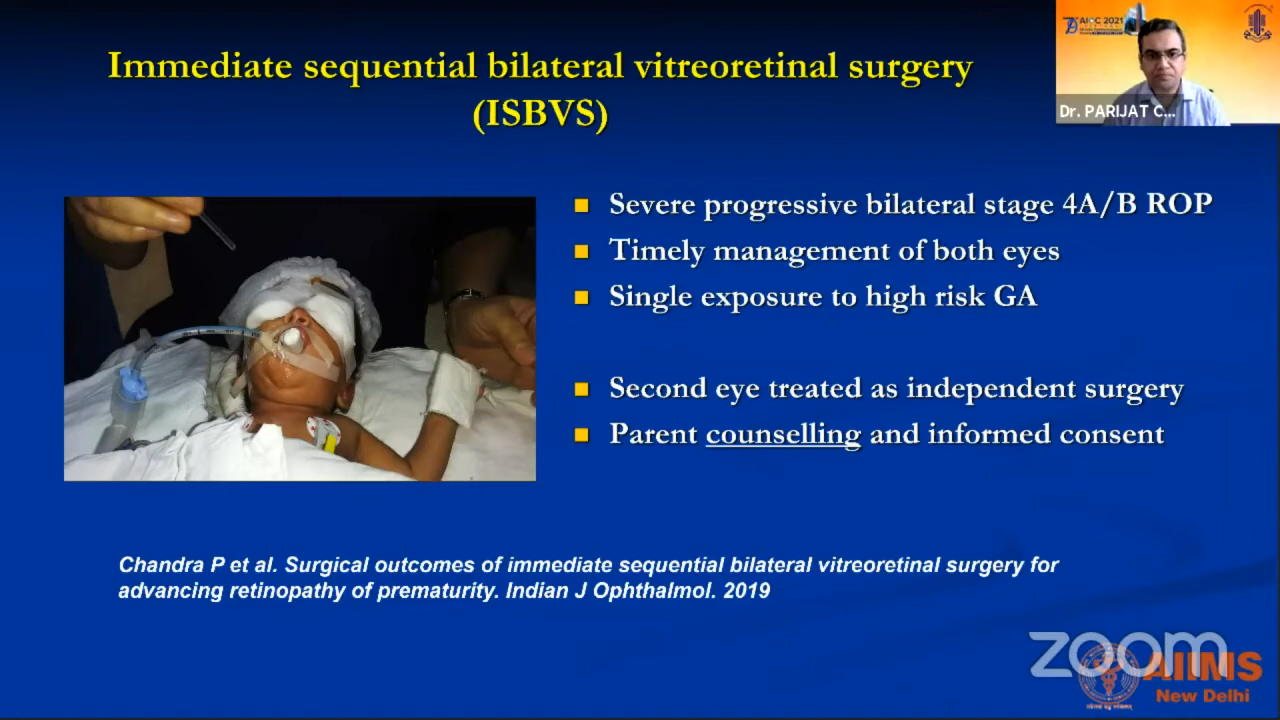 Immediate sequential bilateral vitreoretinal surgery
(ISBVS)
AIOC 2021
Dr. PARIJAT C...
Severe progressive bilateral stage 4A/B ROP
Timely management of both eyes
Single exposure to high risk GA
Second eye treated as independent surgery
Parent counselling and informed consent
Chandra P et al. Surgical outcomes of immediate sequential bilateral vitreoretinal surgery for
advancing retinopathy of prematurity. Indian J Ophthalmol. 2019
zoom
AIIMS
New Delhi